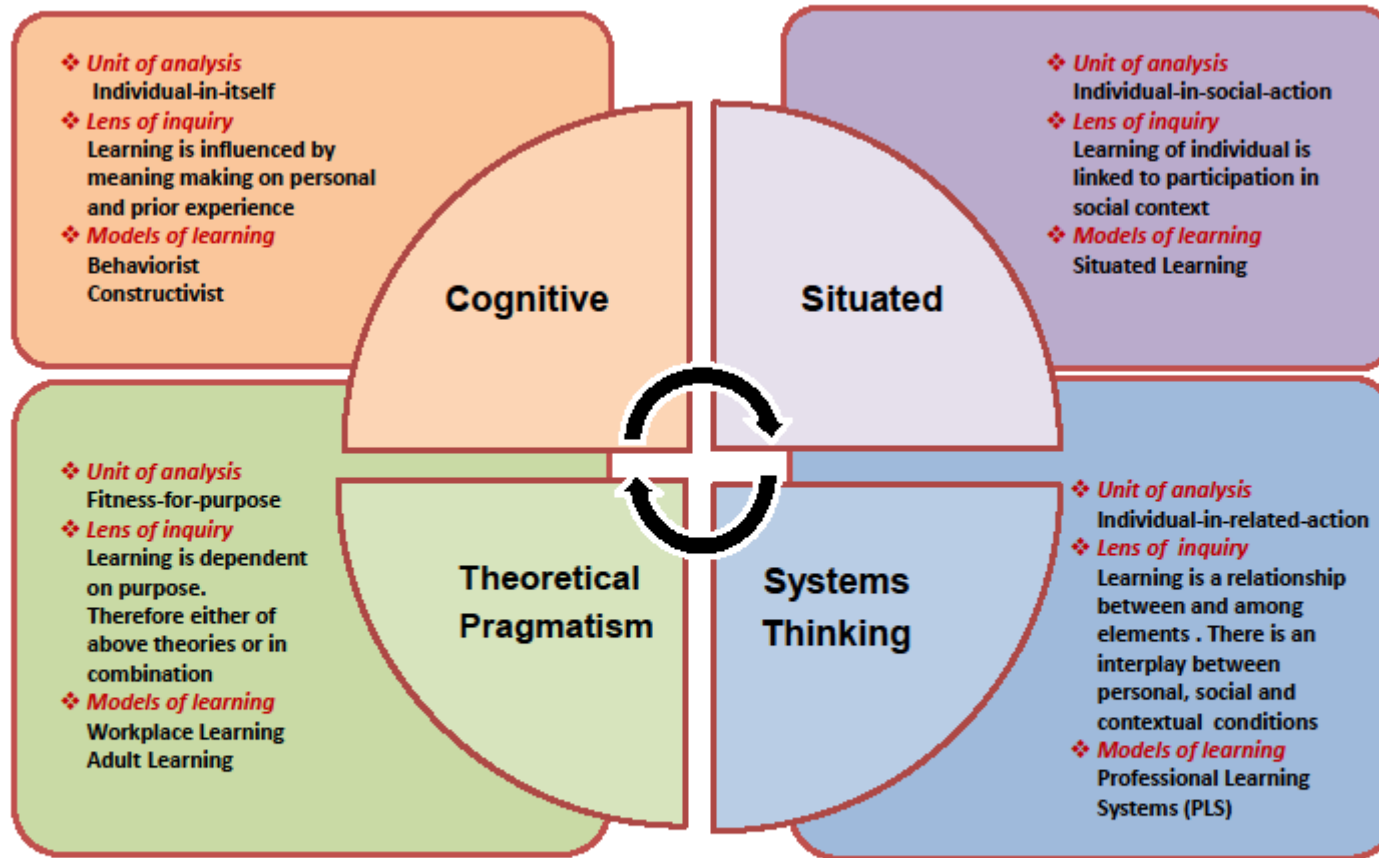 ❖ Unit of analysis
Individual-in-itself
❖ Lens of inquiry
Learning is influenced by
meaning making on personal
and prior experience
❖ Models of learning
Behaviorist
Constructivist
Cognitive
❖ Unit of analysis
Individual-in-social-action
❖ Lens of inquiry
Learning of individual is
linked to participation in
social context
❖ Models of learning
Situated Learning
Situated
❖ Unit of analysis
Fitness-for-purpose
❖ Lens of inquiry
Learning is dependent
on purpose.
Therefore either of
above theories or in
combination
❖ Models of learning
Workplace Learning
Adult Learning
Theoretical
Pragmatism
Systems
Thinking
❖ Unit of analysis
Individual-in-related-action
❖ Lens of inquiry
Learning is a relationship
between and among
elements . There is an
interplay between
personal, social and
contextual conditions
❖ Models of learning
Professional Learning
Systems (PLS)